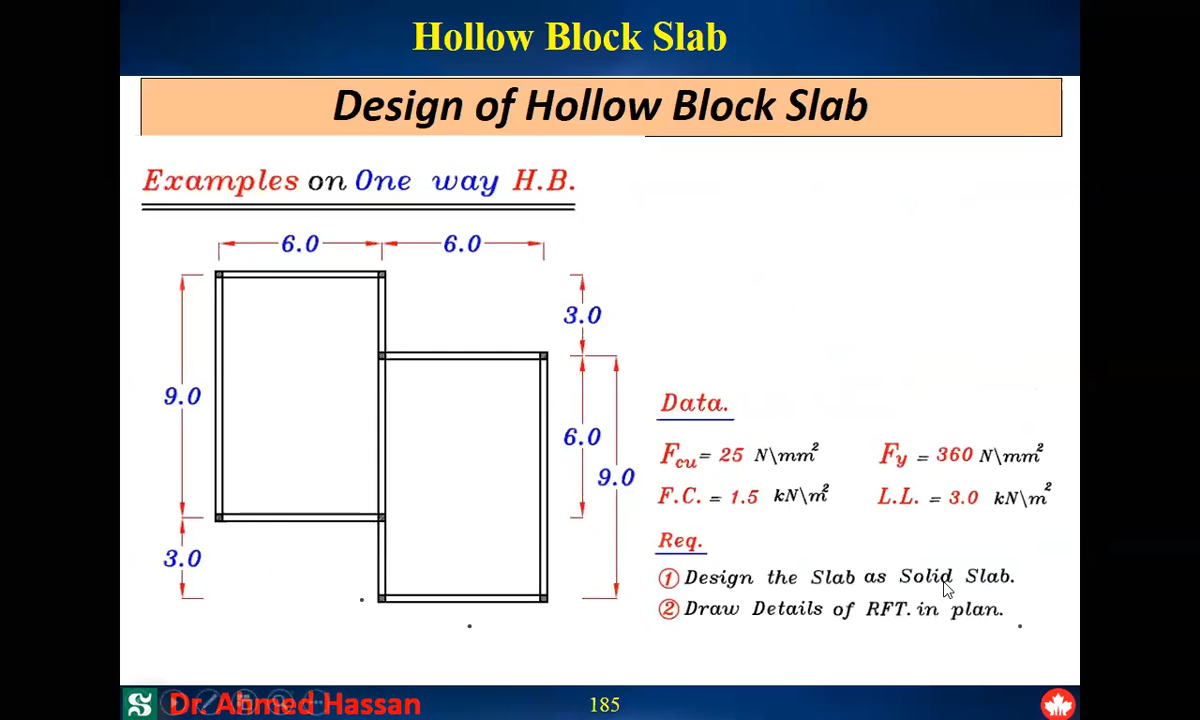 Hollow Block Slab
Design of Hollow Block Slab
Examples on One way H.B.
6.0 6.0
3.0
9.0
6.0
9.0
3.0
Data.
Fcu = 25 N\mm² Fy = 360 N\mm²
F.C. = 1.5 kN\m² L.L. = 3.0 kN\m²
Req.
① Design the Slab as Solid Slab.
② Draw Details of RFT. in plan.
Dr. Ahmed Hassan
185